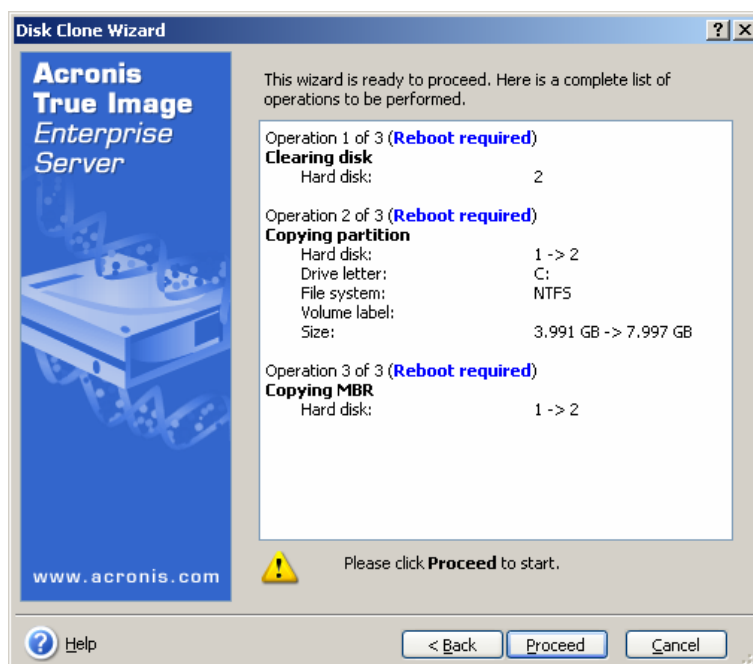 Disk Clone Wizard
Acronis
True Image
Enterprise
Server
www.acronis.com
This wizard is ready to proceed. Here is a complete list of
operations to be performed.
Operation 1 of 3 (Reboot required)
Clearing disk
Hard disk: 2
Operation 2 of 3 (Reboot required)
Copying partition
Hard disk: 1 -> 2
Drive letter: C:
File system: NTFS
Volume label:
Size: 3.991 GB -> 7.997 GB
Operation 3 of 3 (Reboot required)
Copying MBR
Hard disk: 1 -> 2
Please click Proceed to start.
Help
< Back
Proceed
Cancel